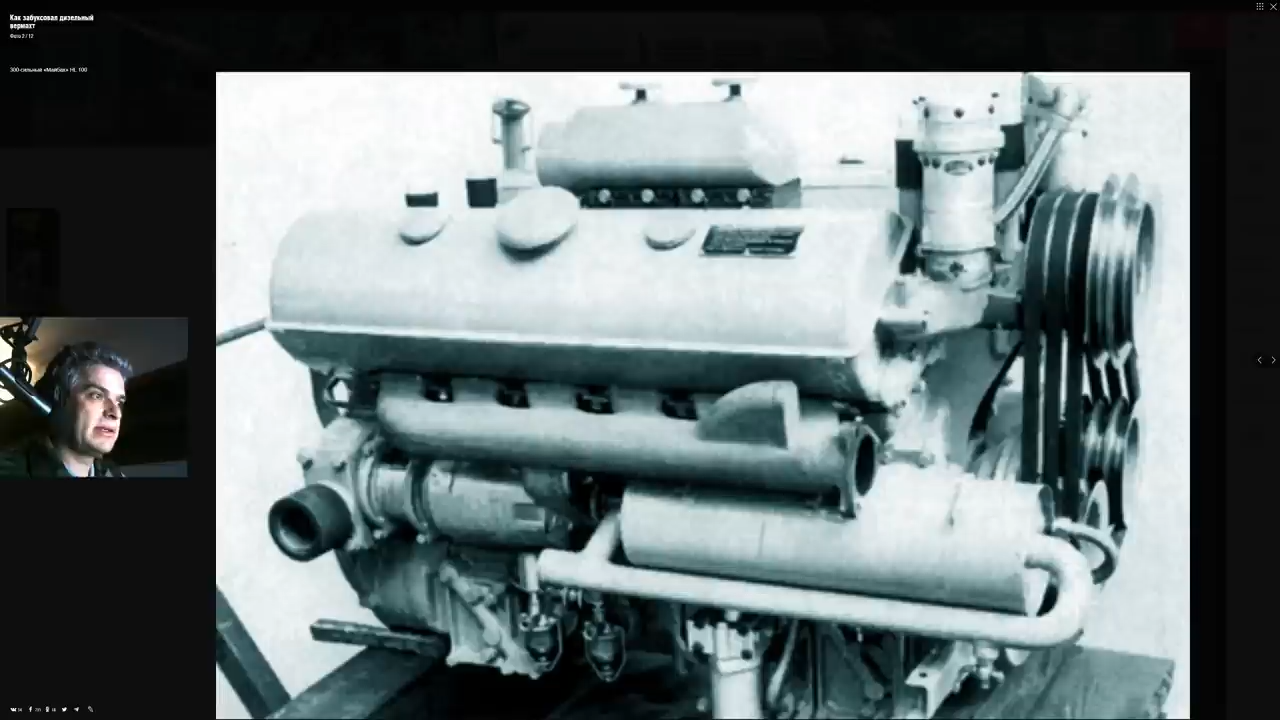 Как забуксовал дизельный
вермахт
Фото 2 / 12
300-сильный «Майбах» HL 100